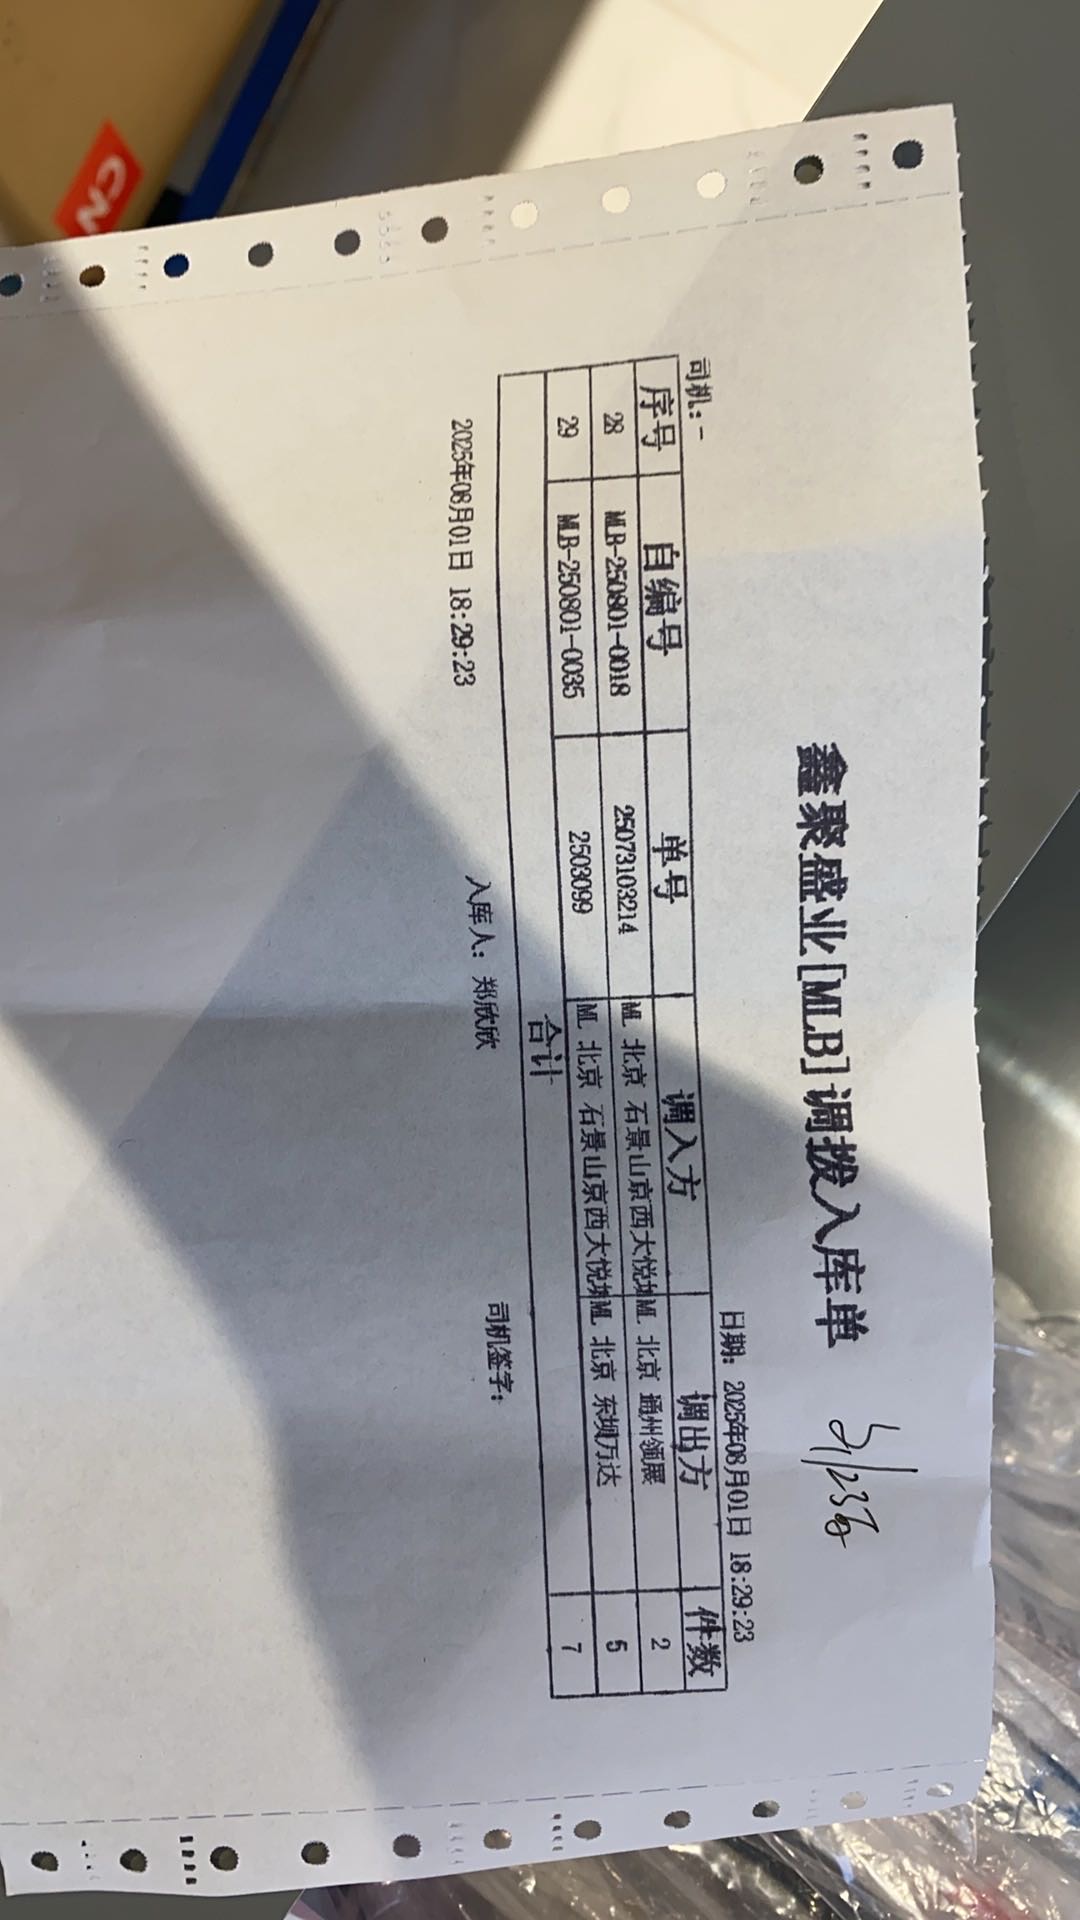 鑫聚盛业[MLB]调拨入库单
司机：- 日期：2025年08月01日 18:29:23
序号 自编号 单号 调入方 调出方 件数
28 MLB-250801-0018 25073103214 ML 北京 石景山京西大悦城 ML 北京 通州领展 2
29 MLB-250801-0035 2503099 ML 北京 石景山京西大悦城 ML 北京 东坝万达 5
合计 7
2025年08月01日 18:29:23 入库人：郑欣欣 司机签字：
CN